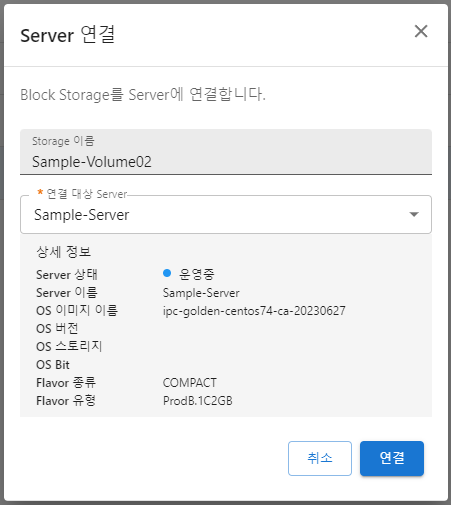 Server 연결
Block Storage를 Server에 연결합니다.
Storage 이름
Sample-Volume02
* 연결 대상 Server
Sample-Server
상세 정보
Server 상태 운영중
Server 이름 Sample-Server
OS 이미지 이름 ipc-golden-centos74-ca-20230627
OS 버전
OS 스토리지
OS Bit
Flavor 종류 COMPACT
Flavor 유형 ProdB.1C2GB
취소 연결